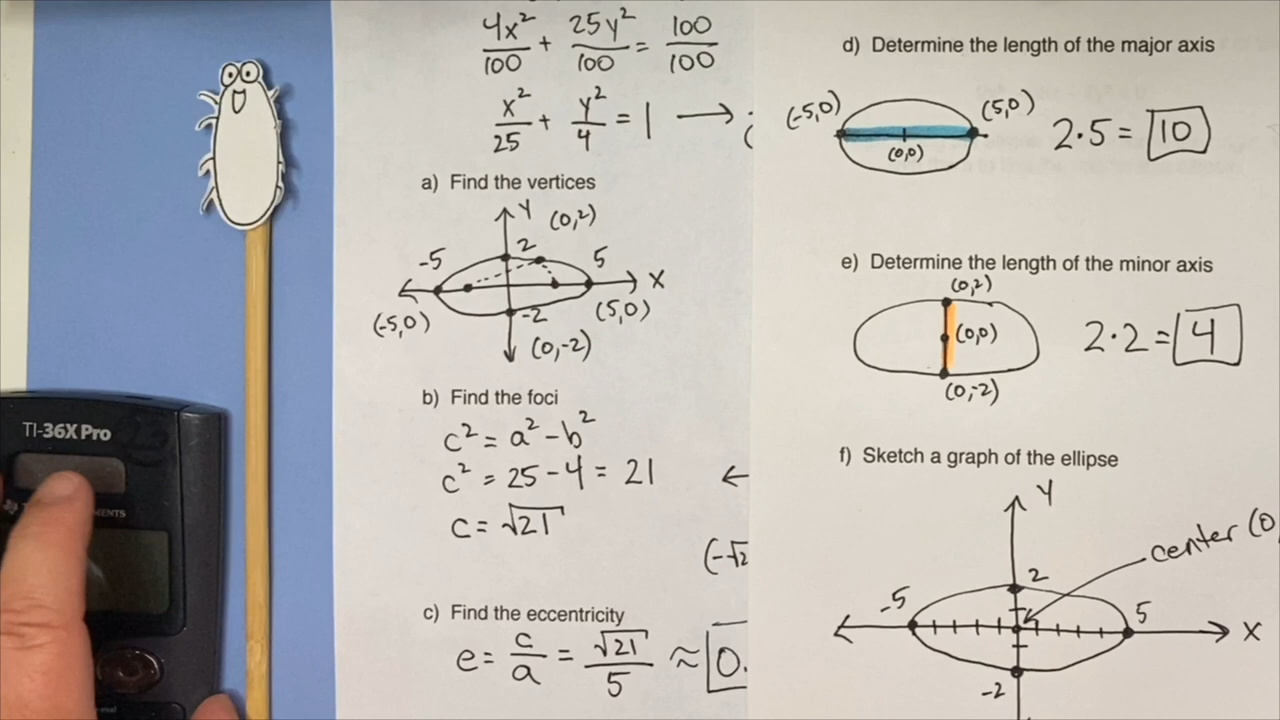 4x²/100 + 25y²/100 = 100/100
x²/25 + y²/4 = 1 →
a) Find the vertices
Y (0,2)
-5 2 5
X
(-5,0) -2 (5,0)
(0,-2)
b) Find the foci
c² = a² - b²
c² = 25 - 4 = 21 ←
c = √21
(-√2
c) Find the eccentricity
e = c/a = √21/5 ≈ 0.
d) Determine the length of the major axis
(-5,0) (5,0)
(0,0)
2·5 = 10
e) Determine the length of the minor axis
(0,2)
(0,0)
(0,-2)
2·2 = 4
f) Sketch a graph of the ellipse
Y
center (0,
2
-5 5
X
-2
TI-36X Pro